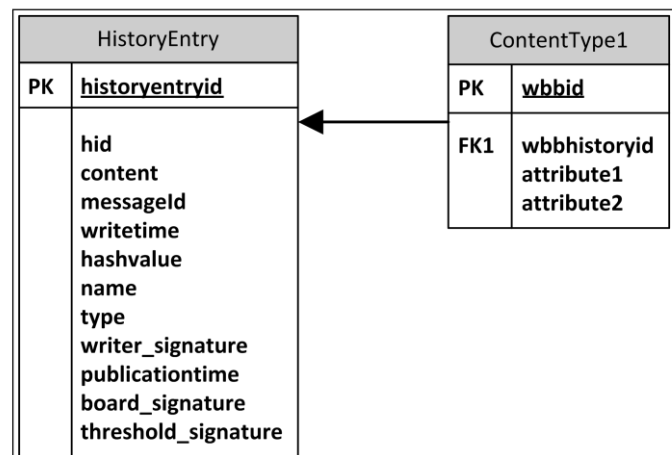 HistoryEntry
PK historyentryid
hid
content
messageId
writetime
hashvalue
name
type
writer_signature
publicationtime
board_signature
threshold_signature
ContentType1
PK wbbid
FK1 wbbhistoryid
attribute1
attribute2